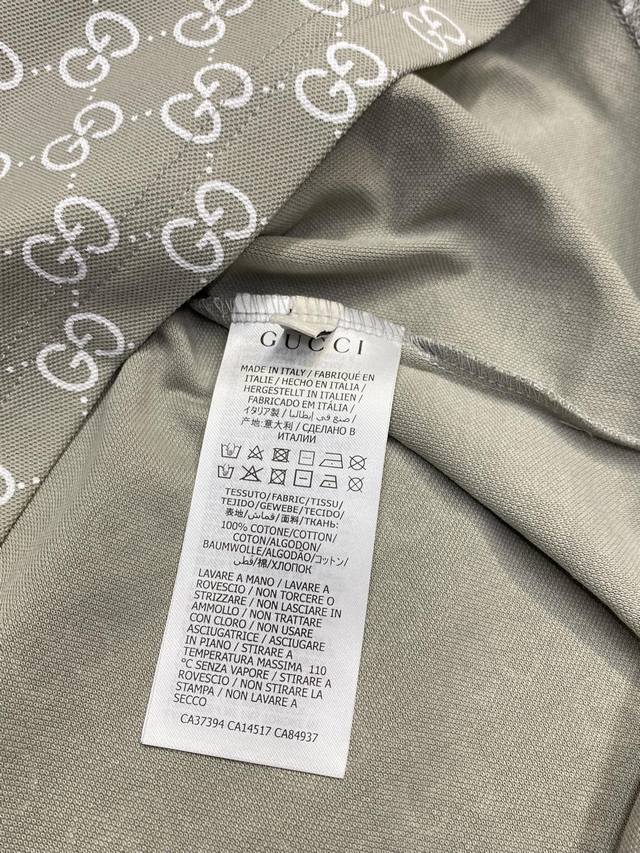 GUCCI
MADE IN ITALY / FABRIQUÉ EN
ITALIE / HECHO EN ITALIA /
HERGESTELLT IN ITALIEN /
FABRICADO EM ITÁLIA /
イタリア製 / صنع في إيطاليا /
产地:意大利 / СДЕЛАНО В
ИТАЛИИ
TESSUTO/FABRIC/TISSU/
TEJIDO/GEWEBE/TECIDO/
表地/قماش/面料/ТКАНЬ:
100% COTONE/COTTON/
COTON/ALGODON/
BAUMWOLLE/ALGODÃO/コットン/
قطن/棉/ХЛОПОК
LAVARE A MANO / LAVARE A
ROVESCIO / NON TORCERE O
STRIZZARE / NON LASCIARE IN
AMMOLLO / NON TRATTARE
CON CLORO / NON USARE
ASCIUGATRICE / ASCIUGARE
IN PIANO / STIRARE A
TEMPERATURA MASSIMA 110
°C SENZA VAPORE / STIRARE A
ROVESCIO / NON STIRARE LA
STAMPA / NON LAVARE A
SECCO
CA37394 CA14517 CA84937